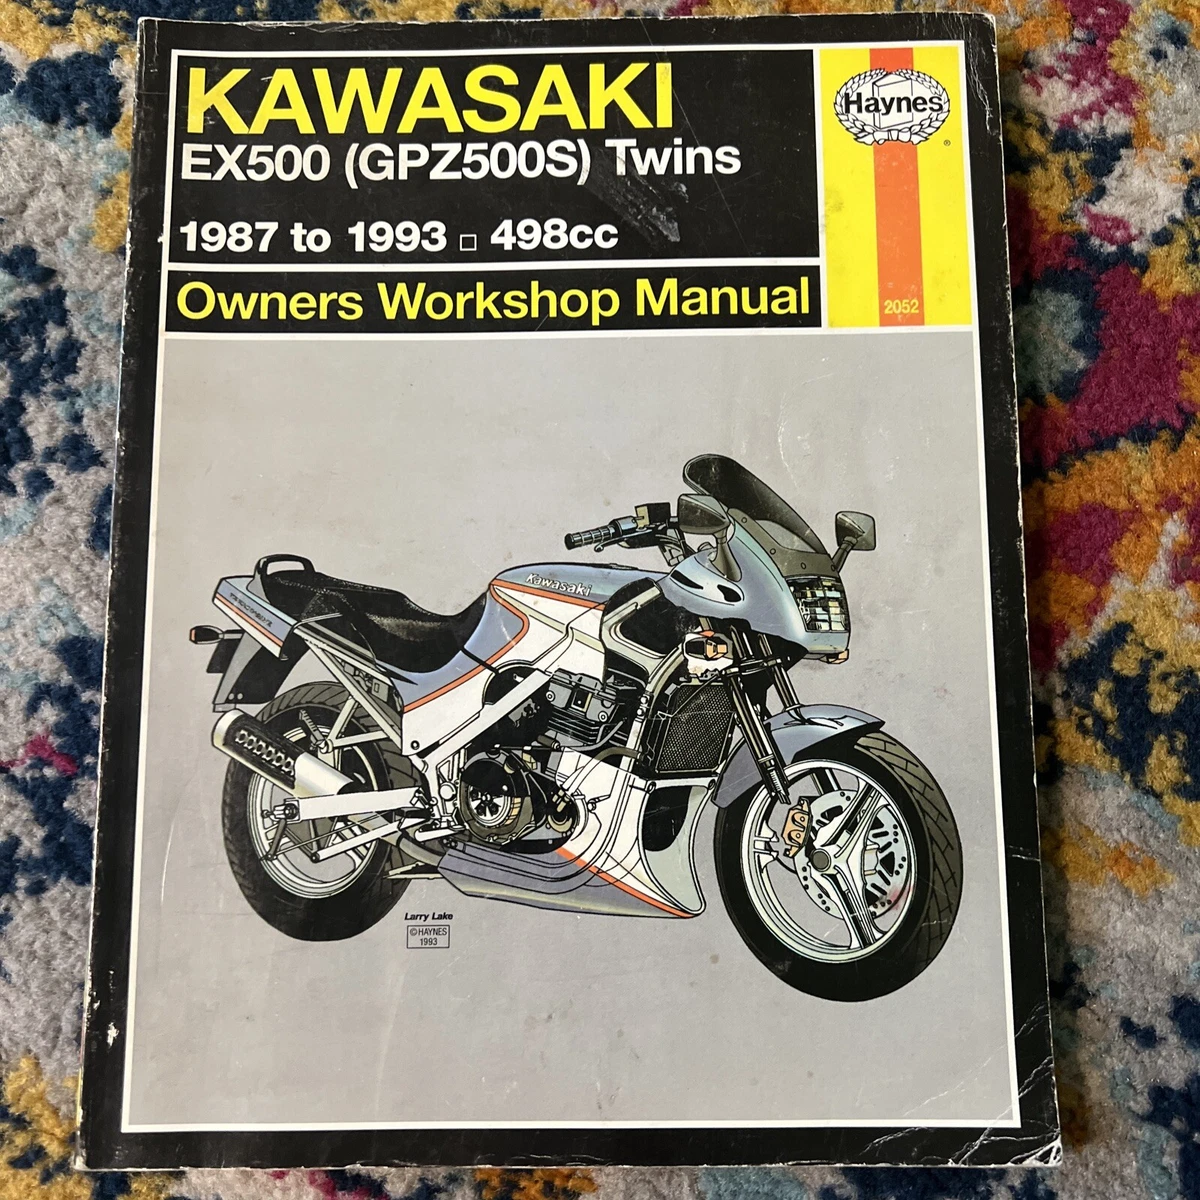 KAWASAKI
EX500 (GPZ500S) Twins
1987 to 1993 □ 498cc
Owners Workshop Manual
Haynes
®
2052
Kawasaki
Larry Lake
© HAYNES
1993